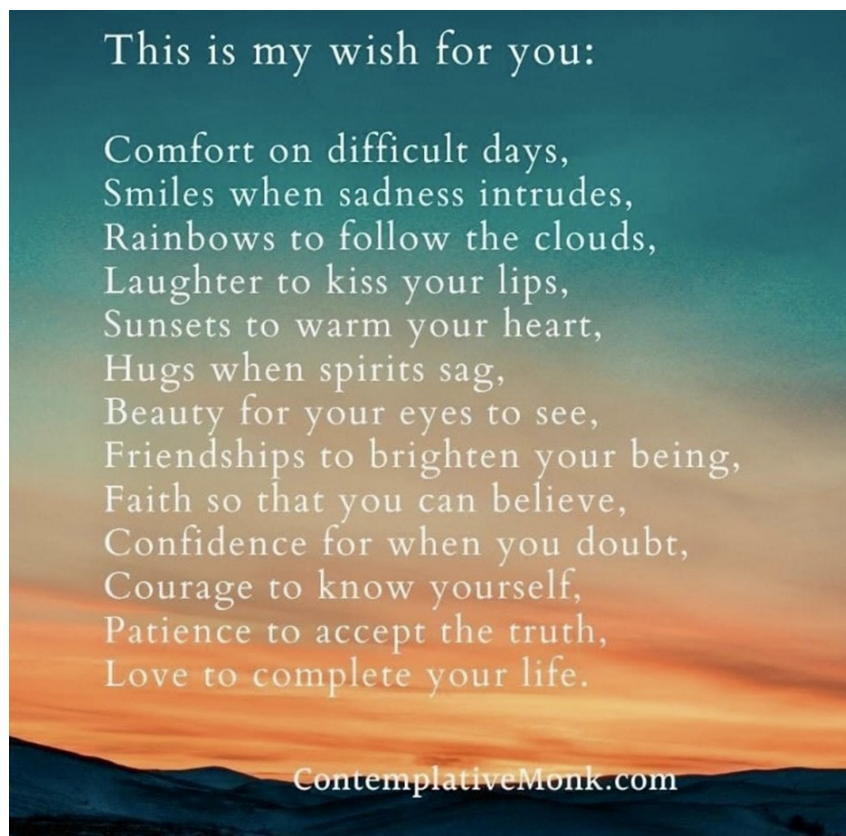 This is my wish for you:
Comfort on difficult days,
Smiles when sadness intrudes,
Rainbows to follow the clouds,
Laughter to kiss your lips,
Sunsets to warm your heart,
Hugs when spirits sag,
Beauty for your eyes to see,
Friendships to brighten your being,
Faith so that you can believe,
Confidence for when you doubt,
Courage to know yourself,
Patience to accept the truth,
Love to complete your life.
ContemplativeMonk.com